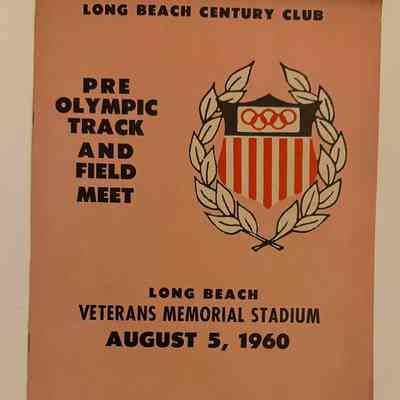 LONG BEACH CENTURY CLUB
PRE
OLYMPIC
TRACK
AND
FIELD
MEET
LONG BEACH
VETERANS MEMORIAL STADIUM
AUGUST 5, 1960